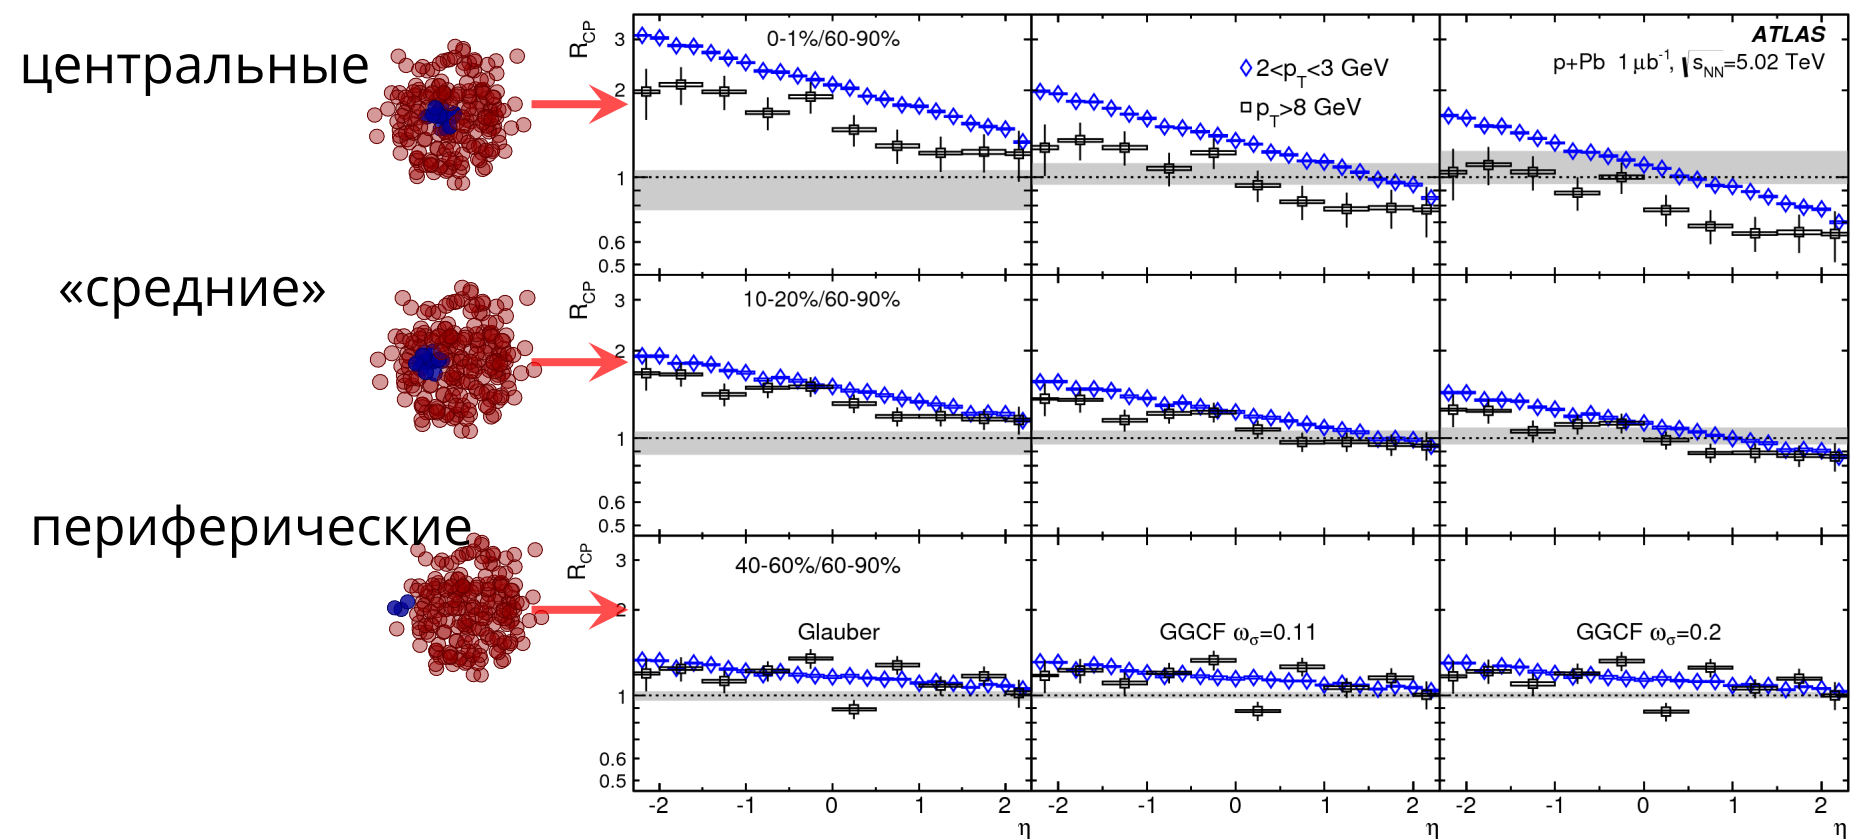 центральные
«средние»
периферические
R_CP
0-1%/60-90%
3
2
1
0.6
0.5
2<p_T<3 GeV
p_T>8 GeV
ATLAS
p+Pb 1 μb⁻¹, √s_NN=5.02 TeV
R_CP
10-20%/60-90%
3
2
1
0.6
0.5
R_CP
40-60%/60-90%
3
2
1
0.6
0.5
Glauber
GGCF ω_σ=0.11
GGCF ω_σ=0.2
-2 -1 0 1 2
-2 -1 0 1 2
-2 -1 0 1 2
η
η
η